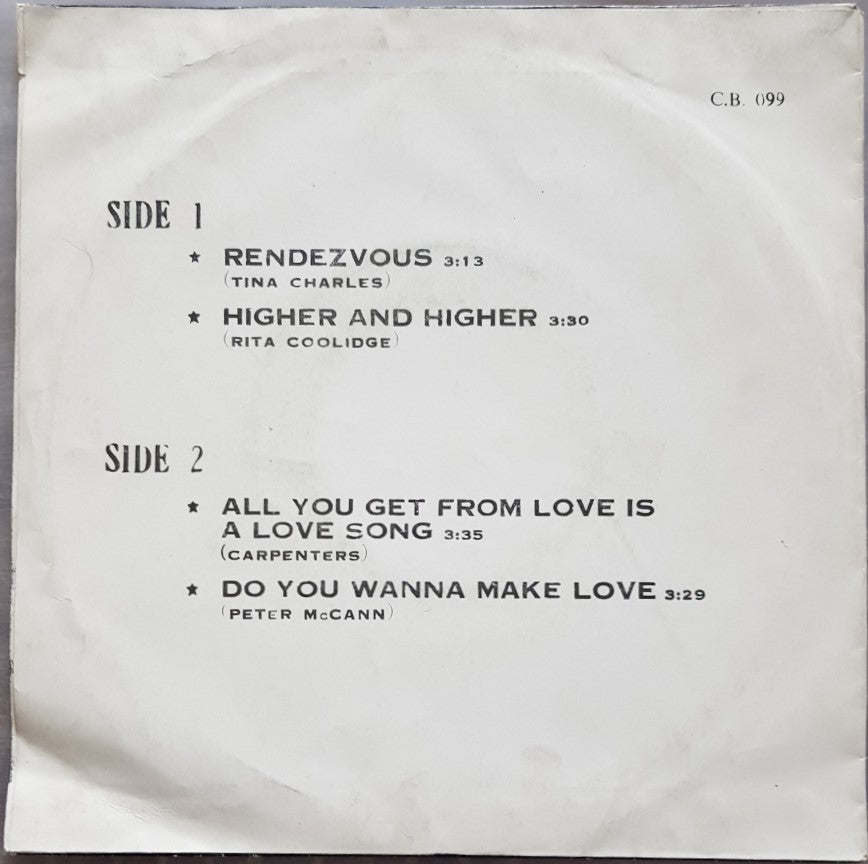 C.B. 099
SIDE 1
★ RENDEZVOUS 3:13
(TINA CHARLES)
★ HIGHER AND HIGHER 3:30
(RITA COOLIDGE)
SIDE 2
★ ALL YOU GET FROM LOVE IS
A LOVE SONG 3:35
(CARPENTERS)
★ DO YOU WANNA MAKE LOVE 3:29
(PETER McCANN)